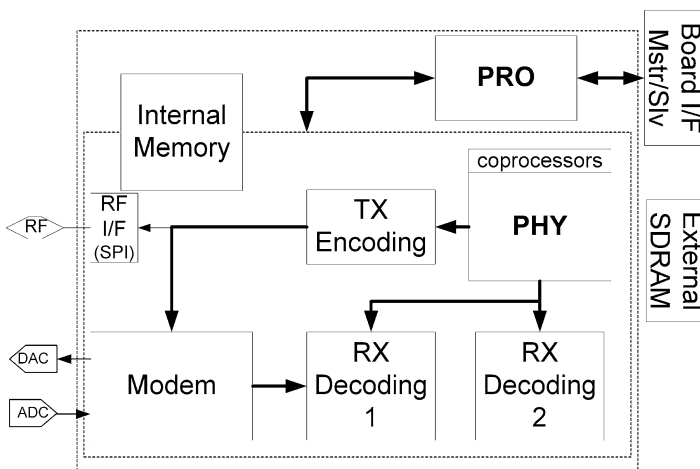 PRO
Board I/F
Mstr/Slv
Internal
Memory
coprocessors
PHY
RF
I/F
(SPI)
RF
TX
Encoding
External
SDRAM
DAC
ADC
Modem
RX
Decoding
1
RX
Decoding
2